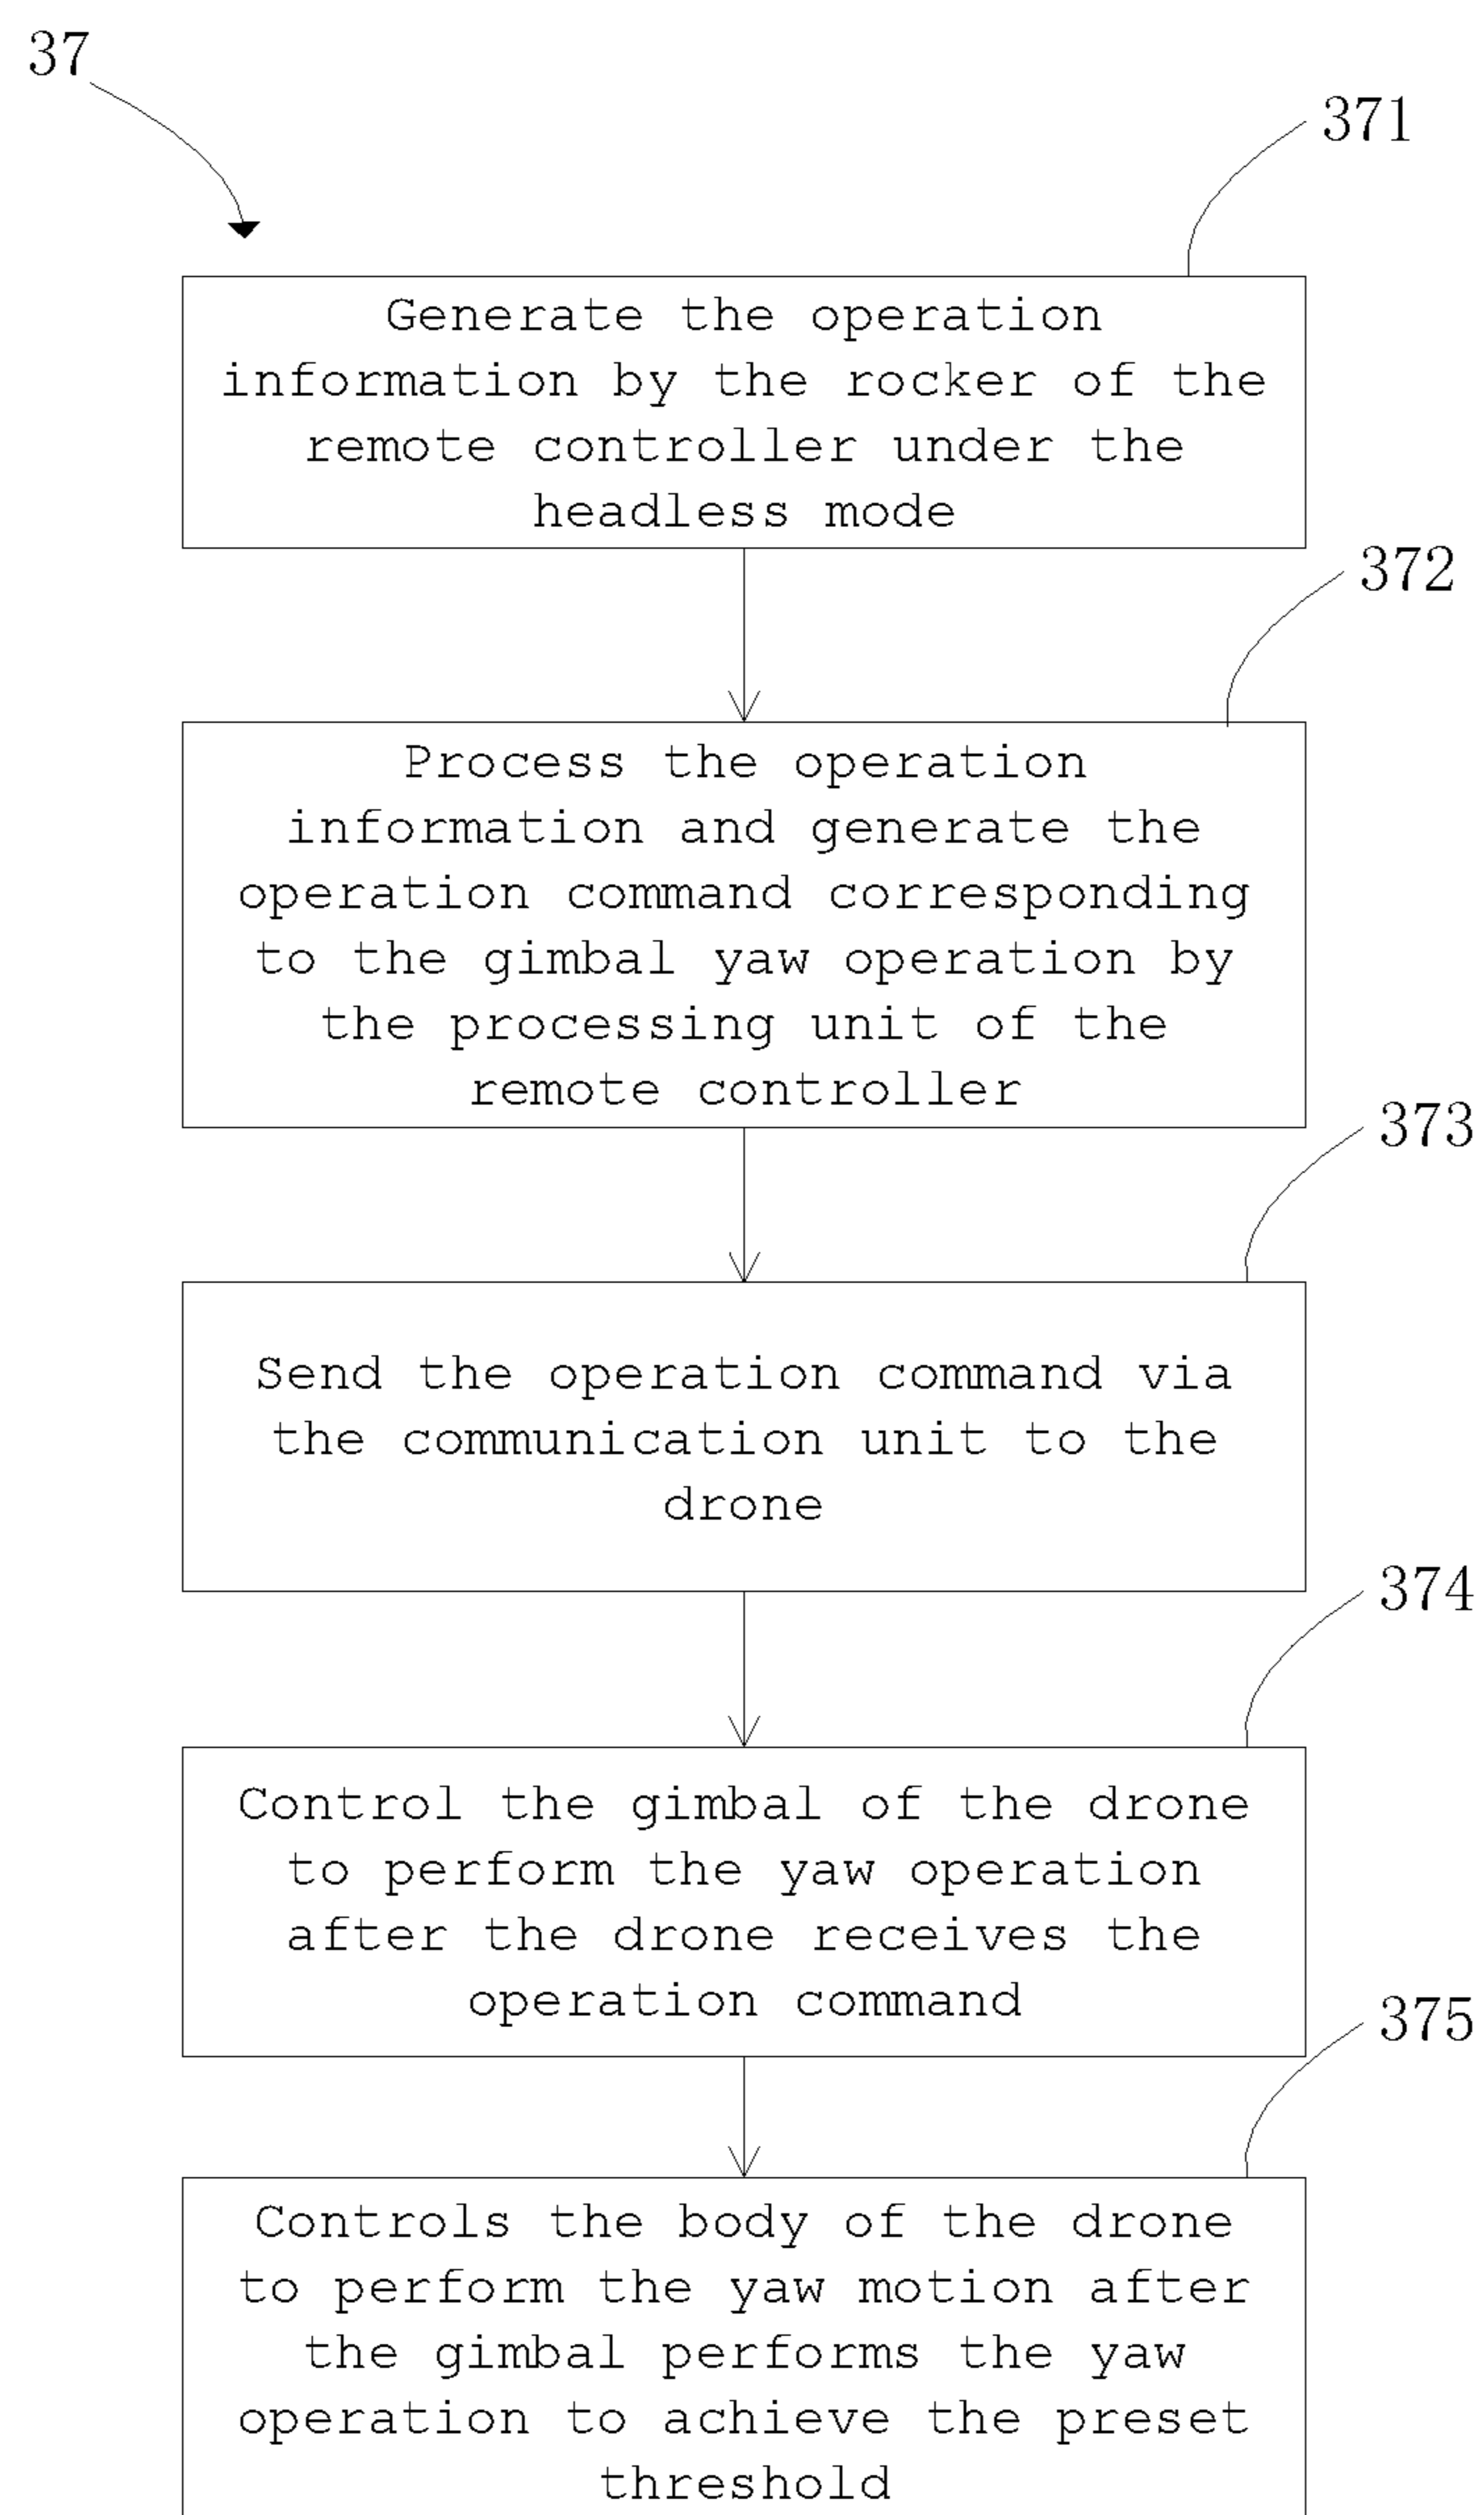 37
371
Generate the operation
information by the rocker of the
remote controller under the
headless mode
372
Process the operation
information and generate the
operation command corresponding
to the gimbal yaw operation by
the processing unit of the
remote controller
373
Send the operation command via
the communication unit to the
drone
374
Control the gimbal of the drone
to perform the yaw operation
after the drone receives the
operation command
375
Controls the body of the drone
to perform the yaw motion after
the gimbal performs the yaw
operation to achieve the preset
threshold